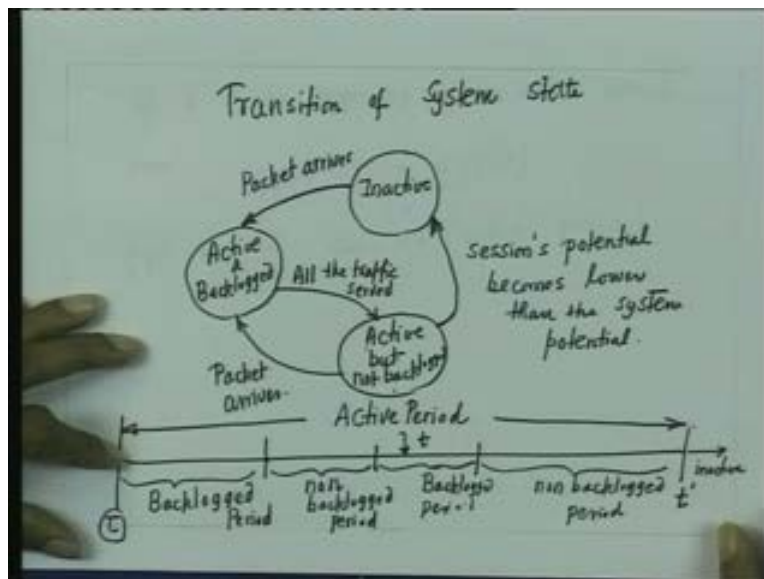 Transition of System State
Packet arrives
Inactive
Active
&
Backlogged
All the traffic
served
session's potential
becomes lower
than the system
potential.
Active
but
not backlogged
Packet
arrives.
Active Period
t
inactive
Backlogged
Period
non
backlogged
period
Backlogged
period
non backlogged
period
t'
τ